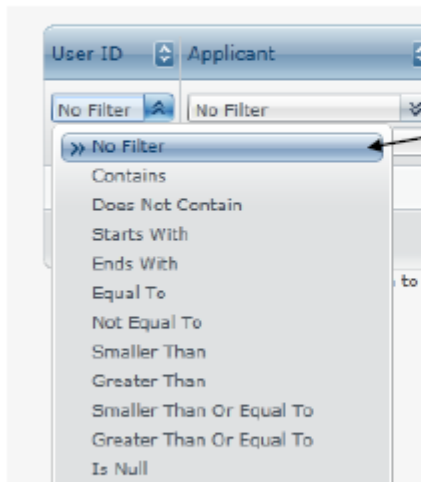 User ID Applicant
No Filter No Filter
» No Filter
Contains
Does Not Contain
Starts With
Ends With
Equal To
to
Not Equal To
Smaller Than
Greater Than
Smaller Than Or Equal To
Greater Than Or Equal To
Is Null